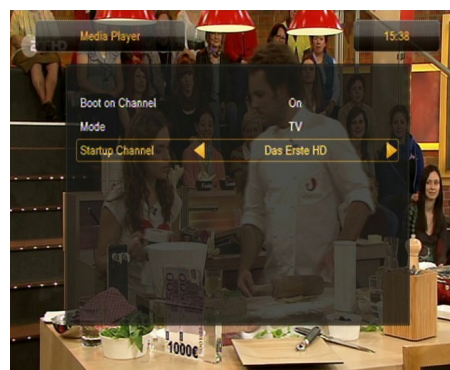 Media Player
15:38
Boot on Channel On
Mode TV
Startup Channel Das Erste HD
1000€